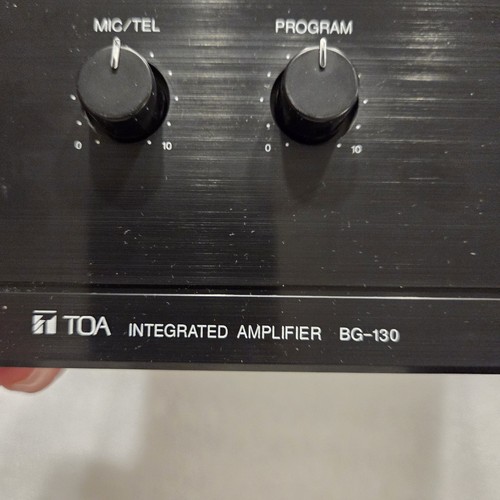 MIC/TEL PROGRAM
0 10 0 10
TOA INTEGRATED AMPLIFIER BG-130